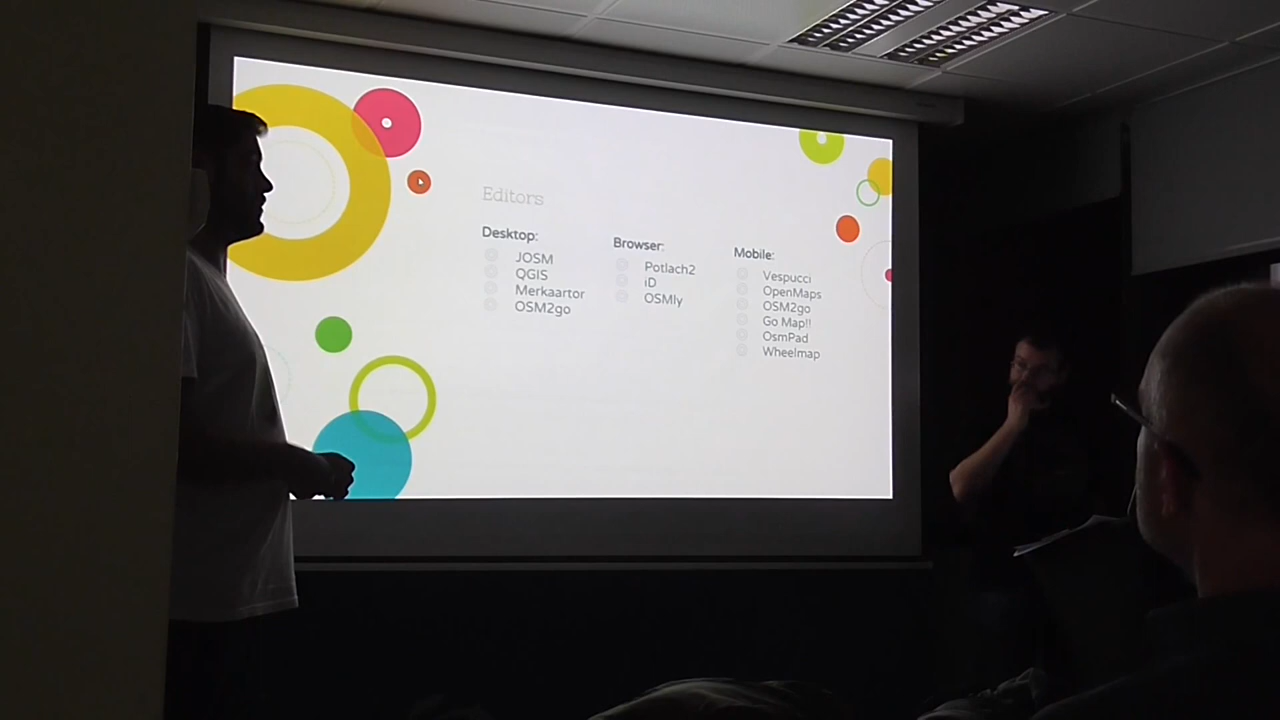 Editors
Desktop:
JOSM
QGIS
Merkaartor
OSM2go
Browser:
Potlach2
iD
OSMly
Mobile:
Vespucci
OpenMaps
OSM2go
Go Map!!
OsmPad
Wheelmap